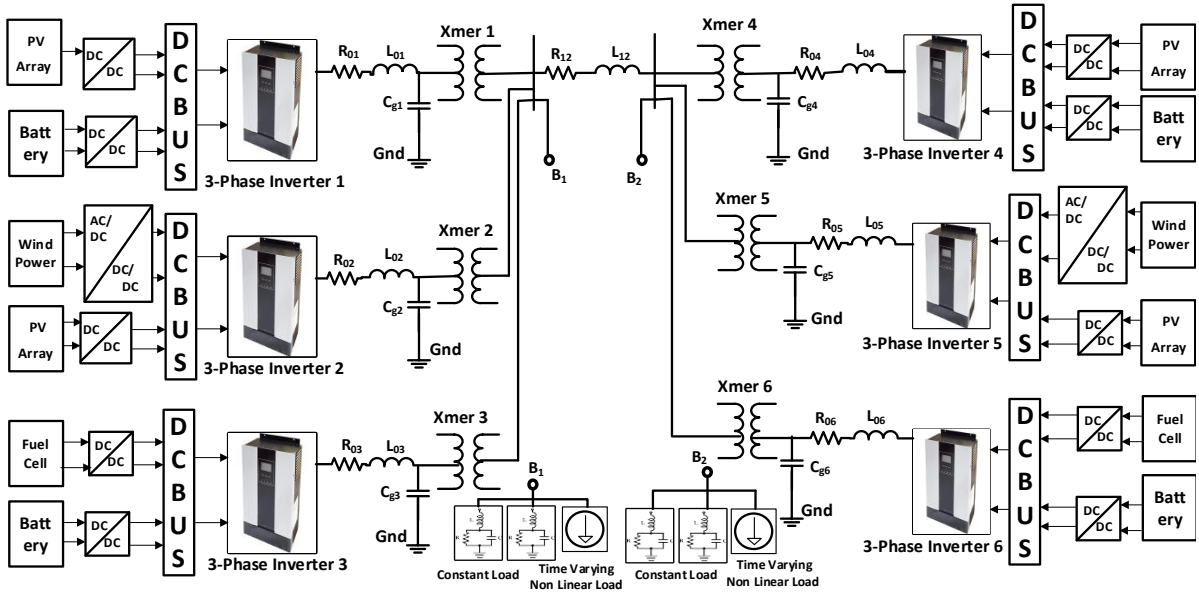 PV
Array
DC
DC
Batt
ery
DC
DC
D
C
B
U
S
3-Phase Inverter 1
R01
L01
Cg1
Gnd
Xmer 1
R12
L12
B1
B2
Xmer 4
R04
L04
Cg4
Gnd
3-Phase Inverter 4
D
C
B
U
S
DC
DC
PV
Array
DC
DC
Batt
ery
Wind
Power
AC/
DC
DC/
DC
PV
Array
DC
DC
D
C
B
U
S
3-Phase Inverter 2
R02
L02
Cg2
Gnd
Xmer 2
Xmer 5
R05
L05
Cg5
Gnd
3-Phase Inverter 5
D
C
B
U
S
AC/
DC
DC/
DC
Wind
Power
DC
DC
PV
Array
Fuel
Cell
DC
DC
Batt
ery
DC
DC
D
C
B
U
S
3-Phase Inverter 3
R03
L03
Cg3
Gnd
Xmer 3
B1
L
R
C
L
R
C
Constant Load
Time Varying
Non Linear Load
B2
L
R
C
L
R
C
Constant Load
Time Varying
Non Linear Load
Xmer 6
R06
L06
Cg6
Gnd
3-Phase Inverter 6
D
C
B
U
S
DC
DC
Fuel
Cell
DC
DC
Batt
ery